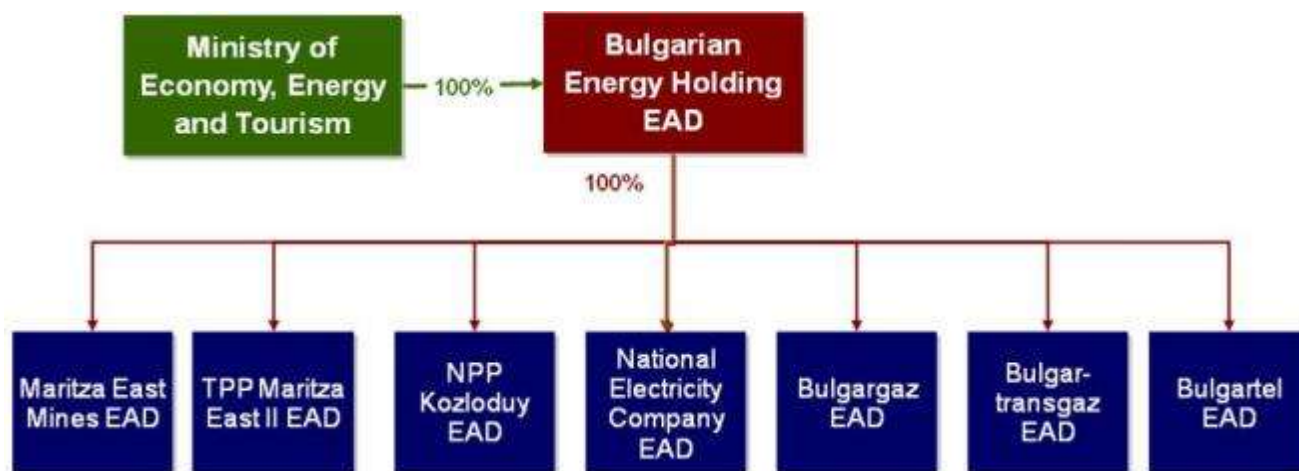 Ministry of
Economy, Energy
and Tourism
100%
Bulgarian
Energy Holding
EAD
100%
Maritza East
Mines EAD
TPP Maritza
East II EAD
NPP
Kozloduy
EAD
National
Electricity
Company
EAD
Bulgargaz
EAD
Bulgar-
transgaz
EAD
Bulgartel
EAD